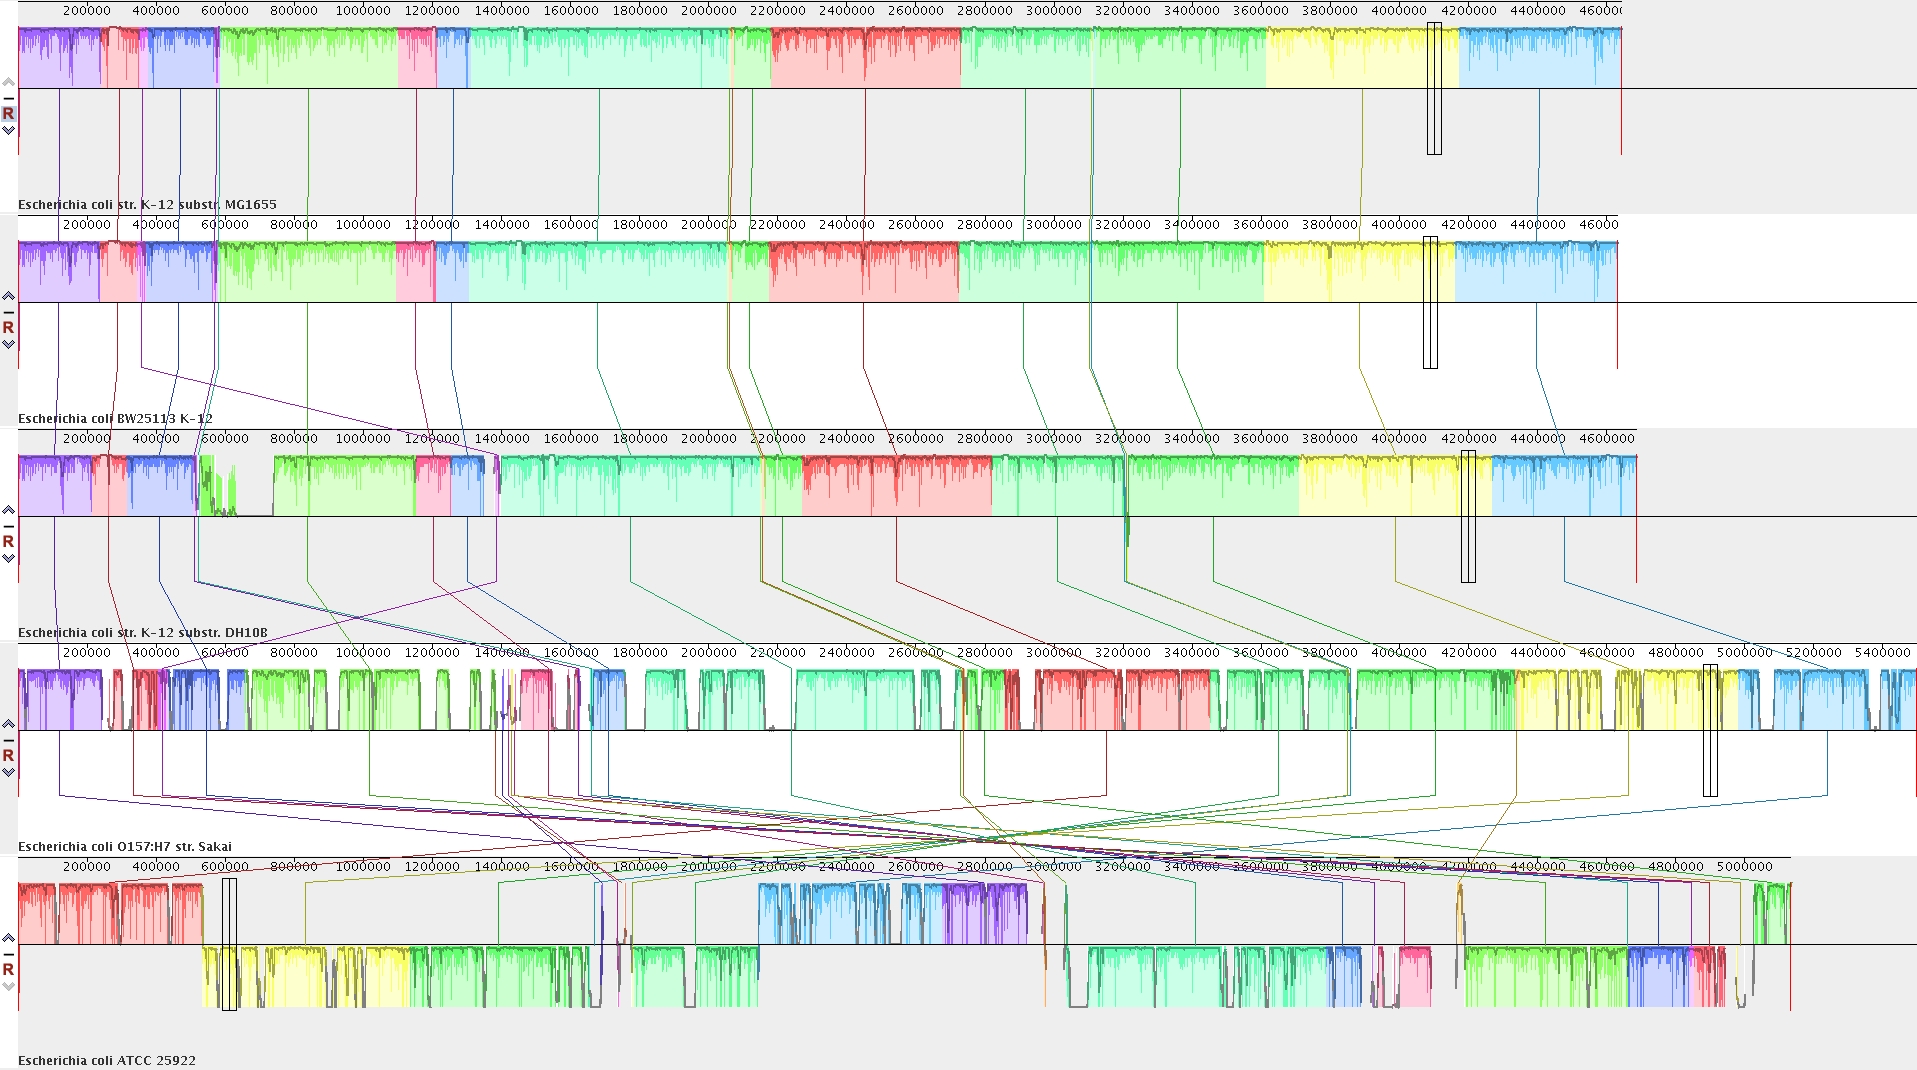 200000 400000 600000 800000 1000000 1200000 1400000 1600000 1800000 2000000 2200000 2400000 2600000 2800000 3000000 3200000 3400000 3600000 3800000 4000000 4200000 4400000 460000
R
Escherichia coli str. K-12 substr. MG1655
200000 400000 600000 800000 1000000 1200000 1400000 1600000 1800000 2000000 2200000 2400000 2600000 2800000 3000000 3200000 3400000 3600000 3800000 4000000 4200000 4400000 46000
R
Escherichia coli BW25113 K-12
200000 400000 600000 800000 1000000 1200000 1400000 1600000 1800000 2000000 2200000 2400000 2600000 2800000 3000000 3200000 3400000 3600000 3800000 4000000 4200000 4400000 4600000
R
Escherichia coli str. K-12 substr. DH10B
200000 400000 600000 800000 1000000 1200000 1400000 1600000 1800000 2000000 2200000 2400000 2600000 2800000 3000000 3200000 3400000 3600000 3800000 4000000 4200000 4400000 4600000 4800000 5000000 5200000 5400000
R
Escherichia coli O157:H7 str. Sakai
200000 400000 600000 800000 1000000 1200000 1400000 1600000 1800000 2000000 2200000 2400000 2600000 2800000 3000000 3200000 3400000 3600000 3800000 4000000 4200000 4400000 4600000 4800000 5000000
R
Escherichia coli ATCC 25922